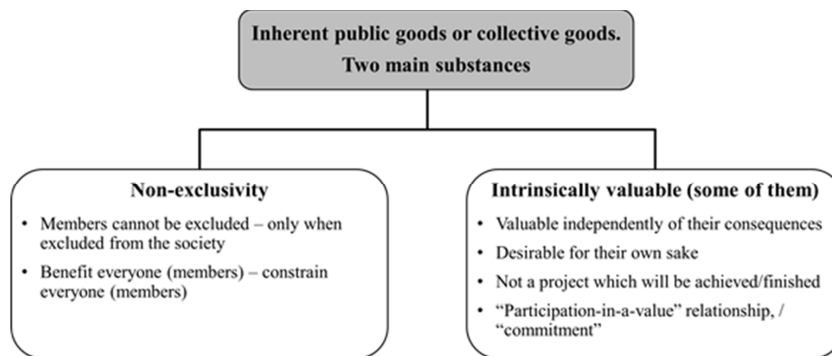 Inherent public goods or collective goods.
Two main substances
Non-exclusivity
• Members cannot be excluded – only when
excluded from the society
• Benefit everyone (members) – constrain
everyone (members)
Intrinsically valuable (some of them)
• Valuable independently of their consequences
• Desirable for their own sake
• Not a project which will be achieved/finished
• “Participation-in-a-value” relationship, /
“commitment”